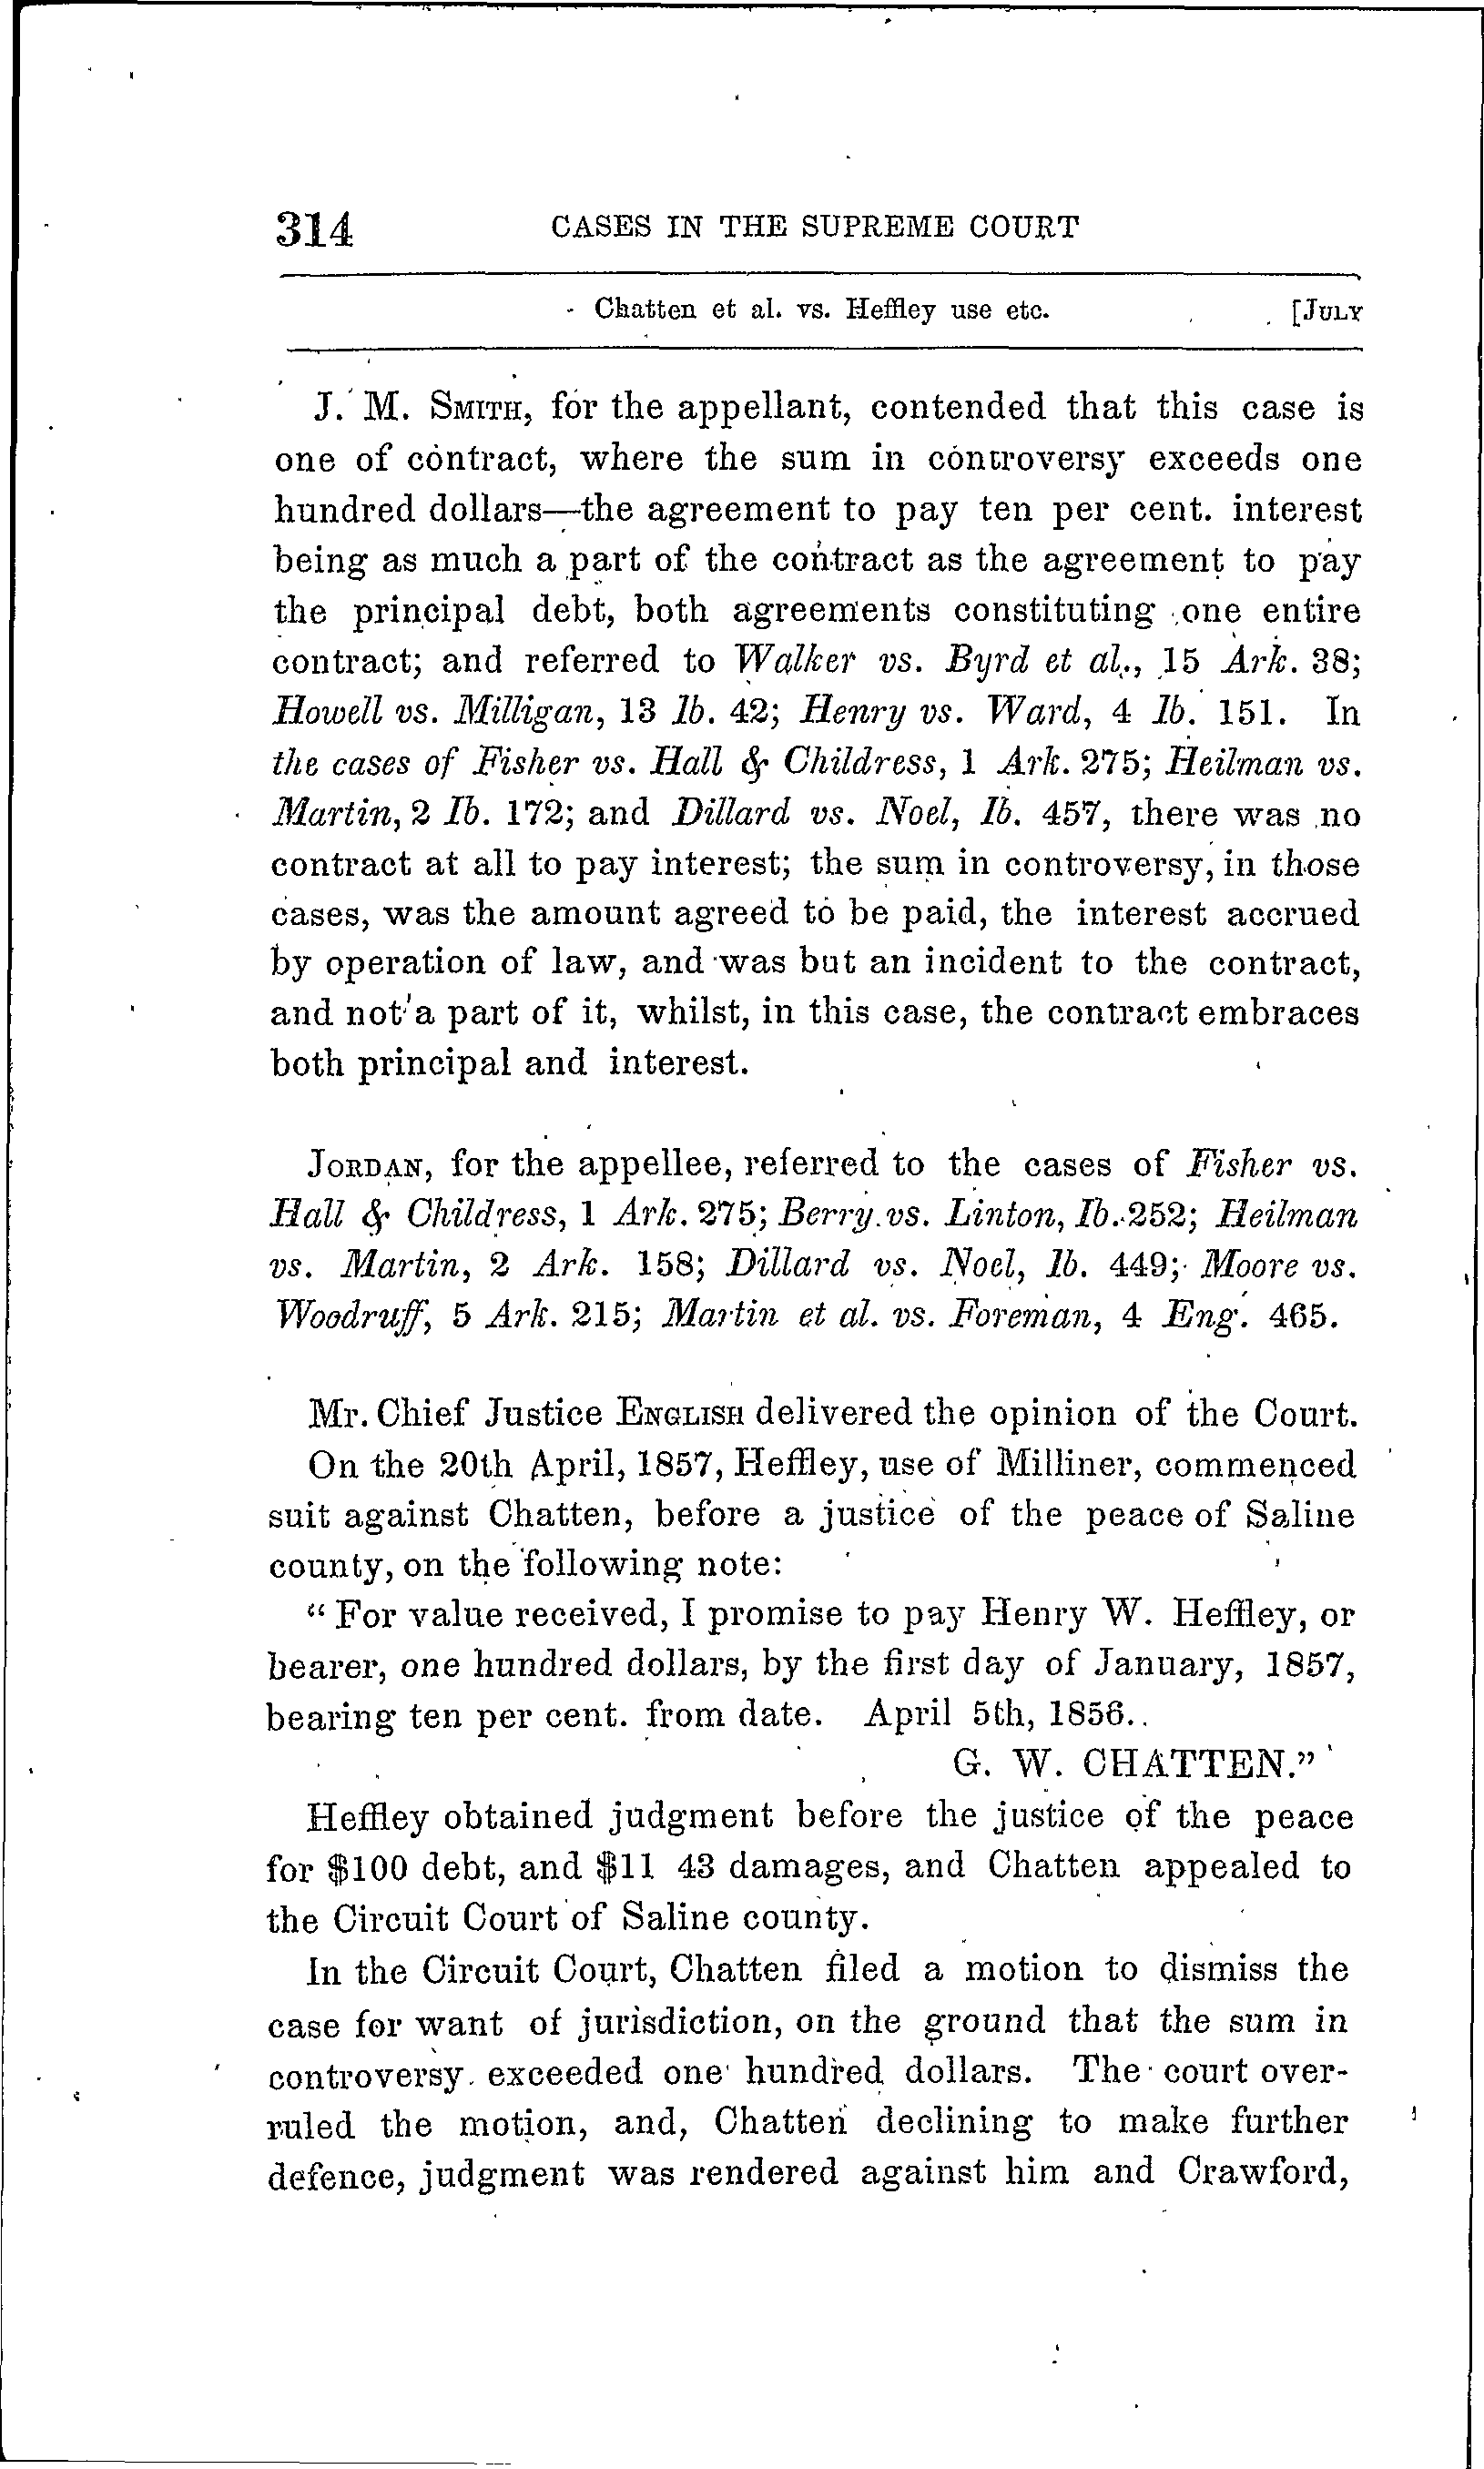 314 CASES IN THE SUPREME COURT
Chatten et al. vs. Heffley use etc. [JULY
J. M. SMITH, for the appellant, contended that this case is
one of contract, where the sum in controversy exceeds one
hundred dollars—the agreement to pay ten per cent. interest
being as much a part of the contract as the agreement to pay
the principal debt, both agreements constituting one entire
contract; and referred to Walker vs. Byrd et al., 15 Ark. 38;
Howell vs. Milligan, 13 Ib. 42; Henry vs. Ward, 4 Ib. 151. In
the cases of Fisher vs. Hall & Childress, 1 Ark. 275; Heilman vs.
Martin, 2 Ib. 172; and Dillard vs. Noel, Ib. 457, there was no
contract at all to pay interest; the sum in controversy, in those
cases, was the amount agreed to be paid, the interest accrued
by operation of law, and was but an incident to the contract,
and not a part of it, whilst, in this case, the contract embraces
both principal and interest.
JORDAN, for the appellee, referred to the cases of Fisher vs.
Hall & Childress, 1 Ark. 275; Berry vs. Linton, Ib. 252; Heilman
vs. Martin, 2 Ark. 158; Dillard vs. Noel, Ib. 449; Moore vs.
Woodruff, 5 Ark. 215; Martin et al. vs. Foreman, 4 Eng. 465.
Mr. Chief Justice ENGLISH delivered the opinion of the Court.
On the 20th April, 1857, Heffley, use of Milliner, commenced
suit against Chatten, before a justice of the peace of Saline
county, on the following note:
"For value received, I promise to pay Henry W. Heffley, or
bearer, one hundred dollars, by the first day of January, 1857,
bearing ten per cent. from date. April 5th, 1856.
G. W. CHATTEN."
Heffley obtained judgment before the justice of the peace
for $100 debt, and $11 43 damages, and Chatten appealed to
the Circuit Court of Saline county.
In the Circuit Court, Chatten filed a motion to dismiss the
case for want of jurisdiction, on the ground that the sum in
controversy exceeded one hundred dollars. The court over-
ruled the motion, and, Chatten declining to make further
defence, judgment was rendered against him and Crawford,